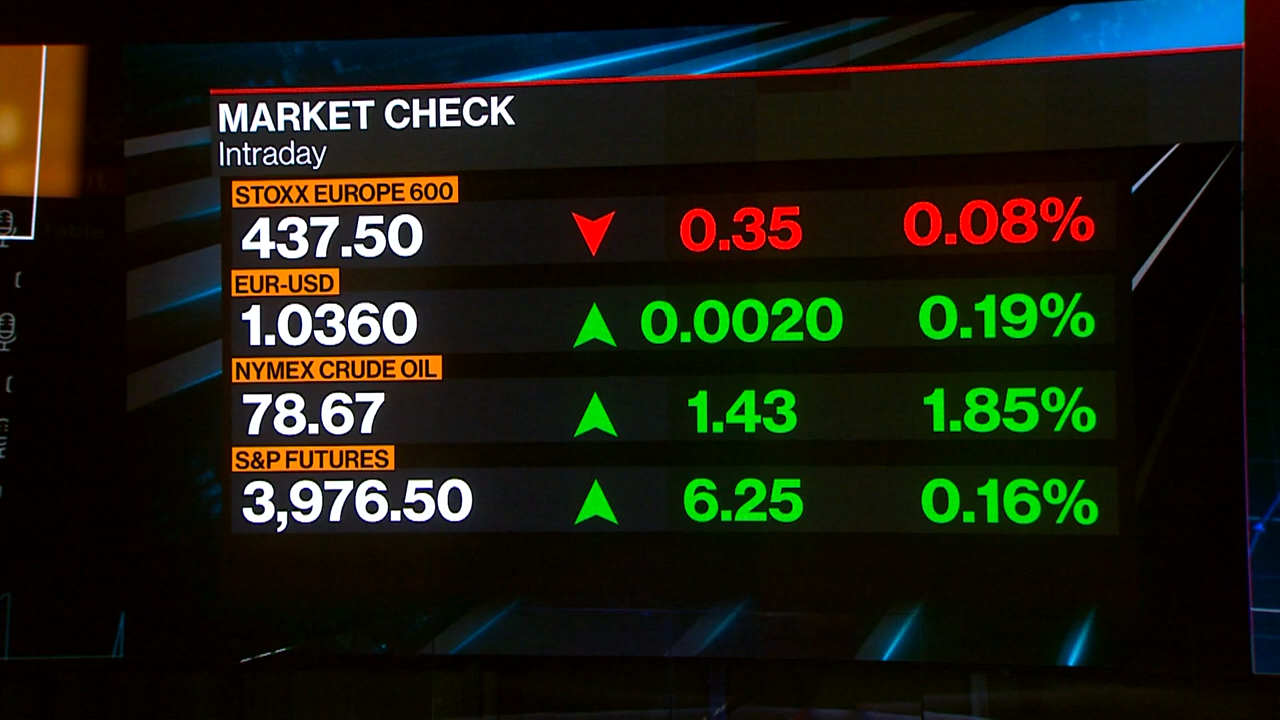 MARKET CHECK
Intraday
STOXX EUROPE 600
437.50 0.35 0.08%
EUR-USD
1.0360 0.0020 0.19%
NYMEX CRUDE OIL
78.67 1.43 1.85%
S&P FUTURES
3,976.50 6.25 0.16%